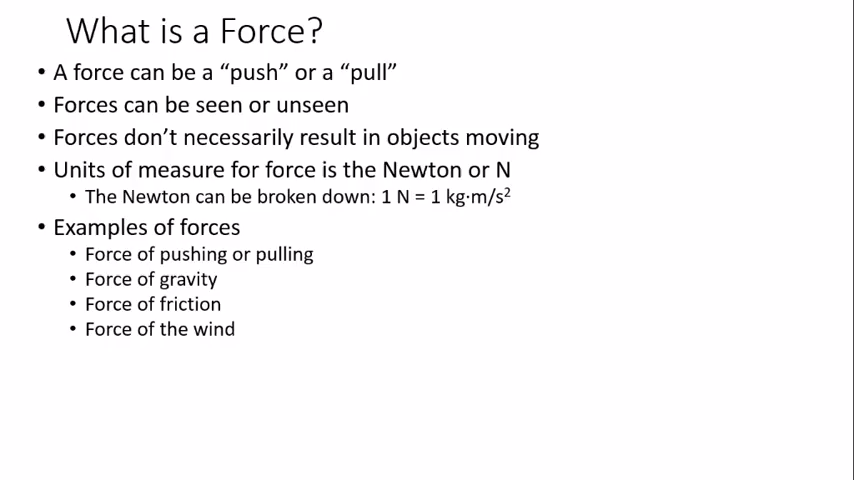 What is a Force?
• A force can be a “push” or a “pull”
• Forces can be seen or unseen
• Forces don’t necessarily result in objects moving
• Units of measure for force is the Newton or N
• The Newton can be broken down: 1 N = 1 kg·m/s²
• Examples of forces
• Force of pushing or pulling
• Force of gravity
• Force of friction
• Force of the wind